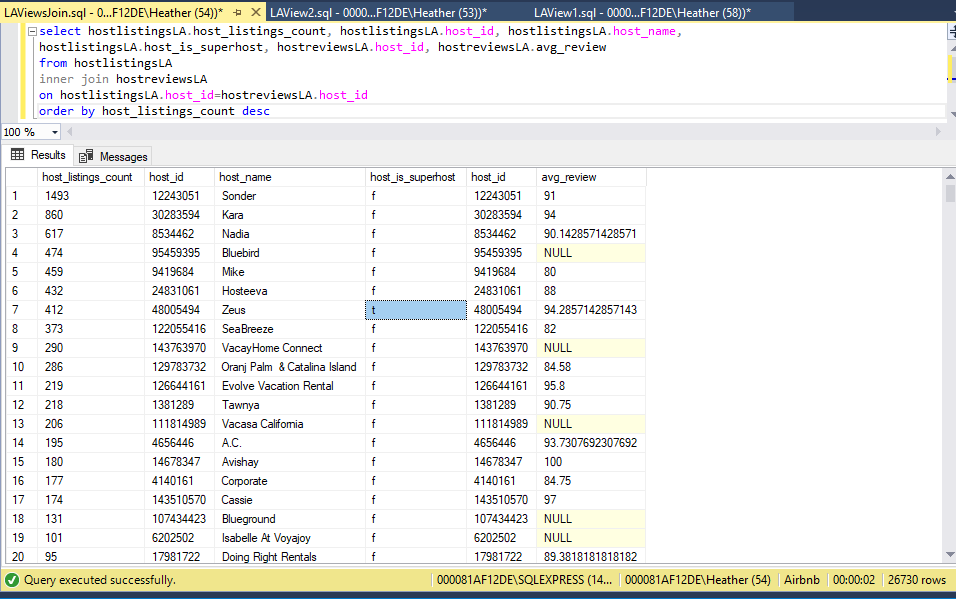 LAViewsJoin.sql - 0...F12DE\Heather (54))* LAView2.sql - 0000...F12DE\Heather (53))* LAView1.sql - 0000...F12DE\Heather (58))*
select hostlistingsLA.host_listings_count, hostlistingsLA.host_id, hostlistingsLA.host_name,
hostlistingsLA.host_is_superhost, hostreviewsLA.host_id, hostreviewsLA.avg_review
from hostlistingsLA
inner join hostreviewsLA
on hostlistingsLA.host_id=hostreviewsLA.host_id
order by host_listings_count desc
100 %
Results Messages
host_listings_count host_id host_name host_is_superhost host_id avg_review
1 1493 12243051 Sonder f 12243051 91
2 860 30283594 Kara f 30283594 94
3 617 8534462 Nadia f 8534462 90.1428571428571
4 474 95459395 Bluebird f 95459395 NULL
5 459 9419684 Mike f 9419684 80
6 432 24831061 Hosteeva f 24831061 88
7 412 48005494 Zeus t 48005494 94.2857142857143
8 373 122055416 SeaBreeze f 122055416 82
9 290 143763970 VacayHome Connect f 143763970 NULL
10 286 129783732 Oranj Palm & Catalina Island f 129783732 84.58
11 219 126644161 Evolve Vacation Rental f 126644161 95.8
12 218 1381289 Tawnya f 1381289 90.75
13 206 111814989 Vacasa California f 111814989 NULL
14 195 4656446 A.C. f 4656446 93.7307692307692
15 180 14678347 Avishay f 14678347 100
16 177 4140161 Corporate f 4140161 84.75
17 174 143510570 Cassie f 143510570 97
18 131 107434423 Blueground f 107434423 NULL
19 101 6202502 Isabelle At Voyajoy f 6202502 NULL
20 95 17981722 Doing Right Rentals f 17981722 89.3818181818182
Query executed successfully. 000081AF12DE\SQLEXPRESS (14... 000081AF12DE\Heather (54) Airbnb 00:00:02 26730 rows